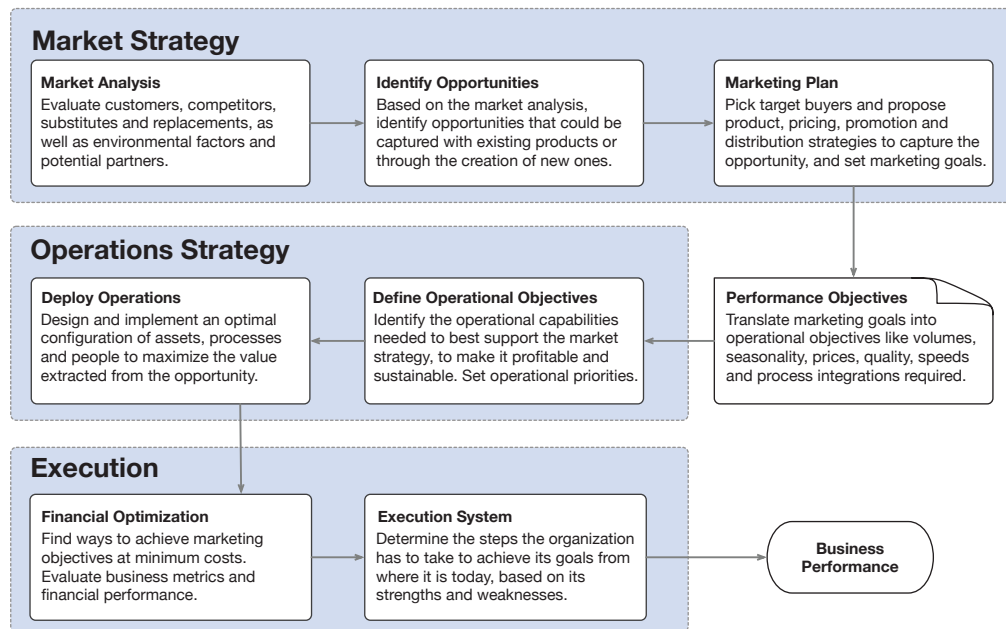 Market Strategy
Market Analysis
Evaluate customers, competitors,
substitutes and replacements, as
well as environmental factors and
potential partners.
Identify Opportunities
Based on the market analysis,
identify opportunities that could be
captured with existing products or
through the creation of new ones.
Marketing Plan
Pick target buyers and propose
product, pricing, promotion and
distribution strategies to capture the
opportunity, and set marketing goals.
Operations Strategy
Deploy Operations
Design and implement an optimal
configuration of assets, processes
and people to maximize the value
extracted from the opportunity.
Define Operational Objectives
Identify the operational capabilities
needed to best support the market
strategy, to make it profitable and
sustainable. Set operational priorities.
Performance Objectives
Translate marketing goals into
operational objectives like volumes,
seasonality, prices, quality, speeds
and process integrations required.
Execution
Financial Optimization
Find ways to achieve marketing
objectives at minimum costs.
Evaluate business metrics and
financial performance.
Execution System
Determine the steps the organization
has to take to achieve its goals from
where it is today, based on its
strengths and weaknesses.
Business
Performance